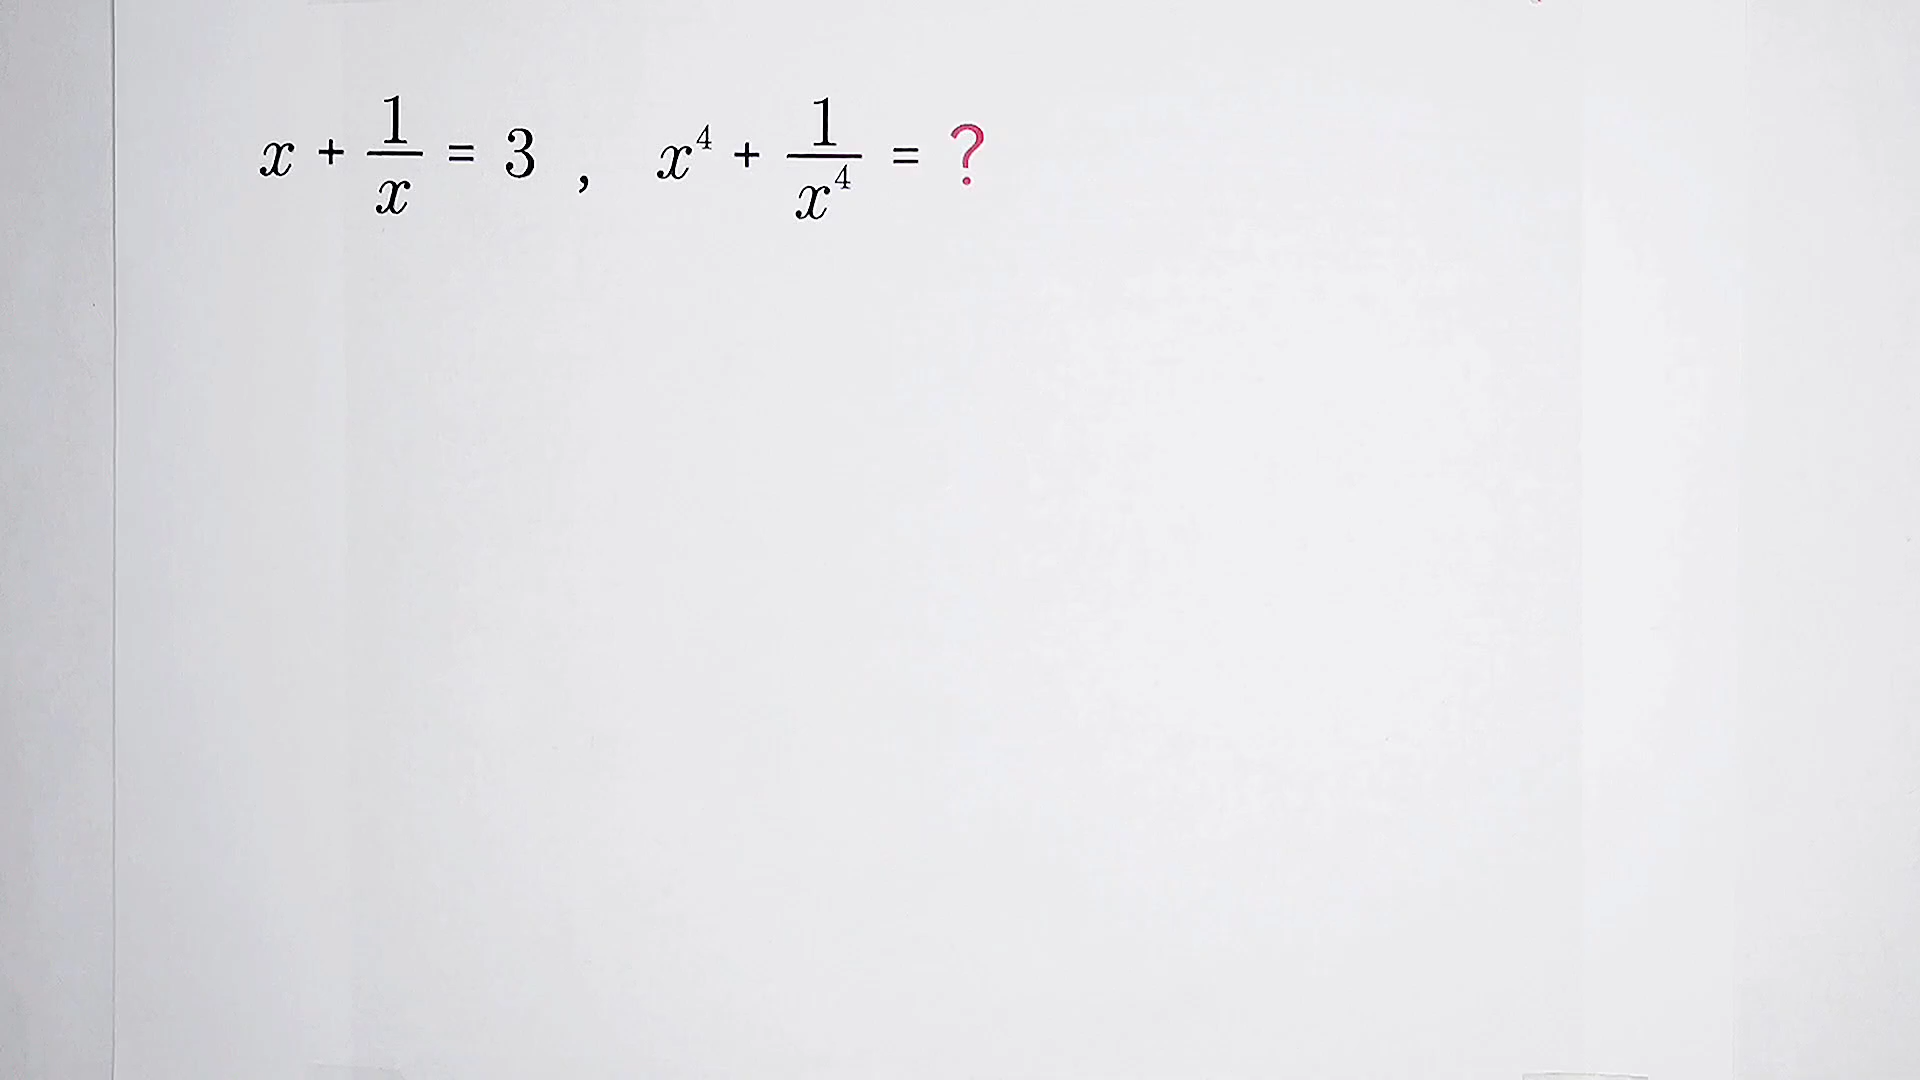 x + 1/x = 3 , x⁴ + 1/x⁴ = ?